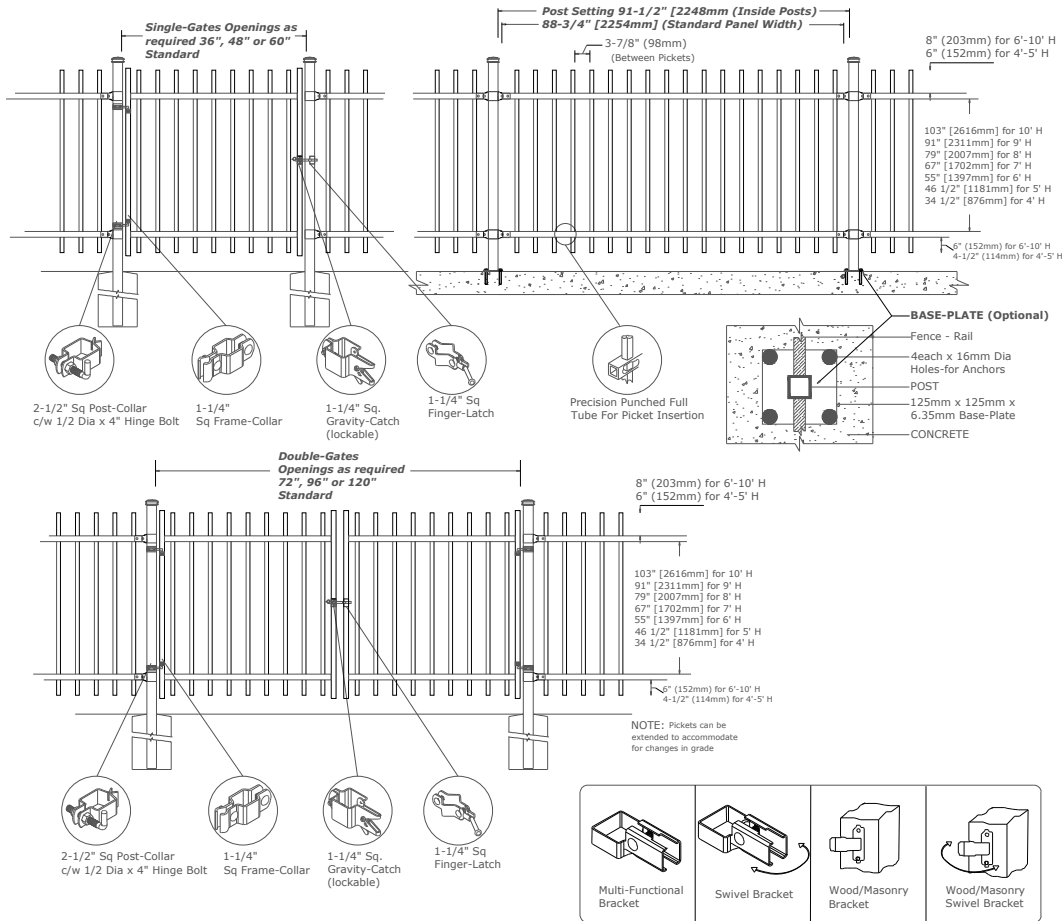 Single-Gates Openings as
required 36", 48" or 60"
Standard
Post Setting 91-1/2" [2248mm (Inside Posts)
88-3/4" [2254mm] (Standard Panel Width)
3-7/8" (98mm)
(Between Pickets)
8" (203mm) for 6'-10' H
6" (152mm) for 4'-5' H
103" [2616mm] for 10' H
91" [2311mm] for 9' H
79" [2007mm] for 8' H
67" [1702mm] for 7' H
55" [1397mm] for 6' H
46 1/2" [1181mm] for 5' H
34 1/2" [876mm] for 4' H
6" (152mm) for 6'-10' H
4-1/2" (114mm) for 4'-5' H
2-1/2" Sq Post-Collar
c/w 1/2 Dia x 4" Hinge Bolt
1-1/4"
Sq Frame-Collar
1-1/4" Sq.
Gravity-Catch
(lockable)
1-1/4" Sq
Finger-Latch
Precision Punched Full
Tube For Picket Insertion
BASE-PLATE (Optional)
Fence - Rail
4each x 16mm Dia
Holes-for Anchors
POST
125mm x 125mm x
6.35mm Base-Plate
CONCRETE
Double-Gates
Openings as required
72", 96" or 120"
Standard
8" (203mm) for 6'-10' H
6" (152mm) for 4'-5' H
103" [2616mm] for 10' H
91" [2311mm] for 9' H
79" [2007mm] for 8' H
67" [1702mm] for 7' H
55" [1397mm] for 6' H
46 1/2" [1181mm] for 5' H
34 1/2" [876mm] for 4' H
6" (152mm) for 6'-10' H
4-1/2" (114mm) for 4'-5' H
NOTE: Pickets can be
extended to accommodate
for changes in grade
2-1/2" Sq Post-Collar
c/w 1/2 Dia x 4" Hinge Bolt
1-1/4"
Sq Frame-Collar
1-1/4" Sq.
Gravity-Catch
(lockable)
1-1/4" Sq
Finger-Latch
Multi-Functional
Bracket
Swivel Bracket
Wood/Masonry
Bracket
Wood/Masonry
Swivel Bracket